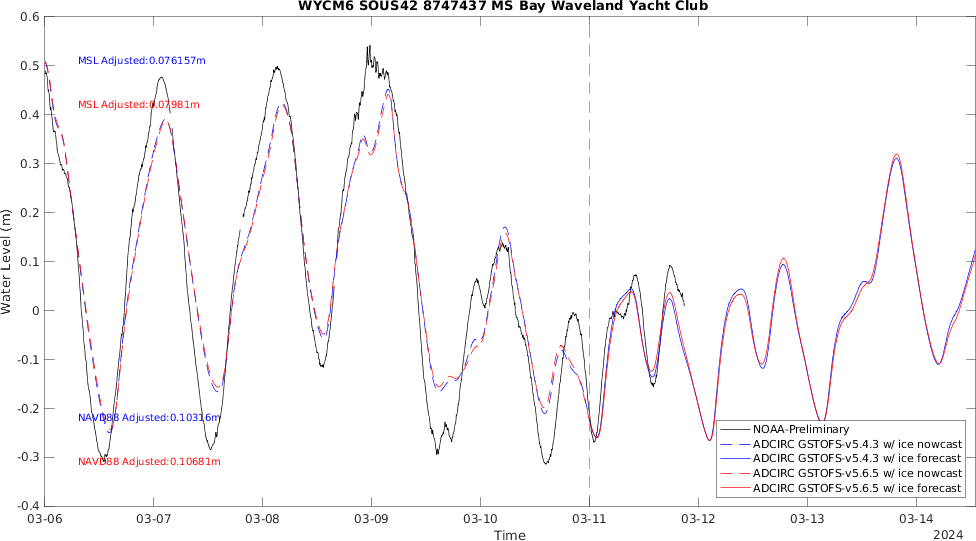 WYCM6 SOUS42 8747437 MS Bay Waveland Yacht Club
0.6
0.5
0.4
0.3
0.2
0.1
0
-0.1
-0.2
-0.3
-0.4
Water Level (m)
MSL Adjusted:0.076157m
MSL Adjusted:0.07981m
NAVD88 Adjusted:0.10316m
NAVD88 Adjusted:0.10681m
NOAA-Preliminary
ADCIRC GSTOFS-v5.4.3 w/ ice nowcast
ADCIRC GSTOFS-v5.4.3 w/ ice forecast
ADCIRC GSTOFS-v5.6.5 w/ ice nowcast
ADCIRC GSTOFS-v5.6.5 w/ ice forecast
03-06 03-07 03-08 03-09 03-10 03-11 03-12 03-13 03-14
Time
2024